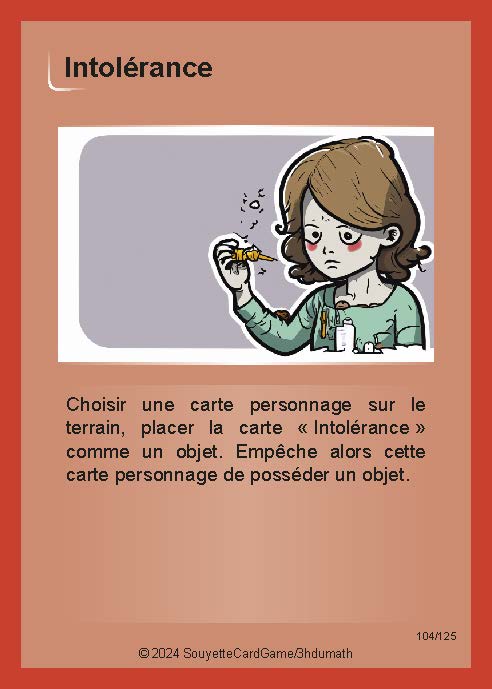 Intolérance
Choisir une carte personnage sur le
terrain, placer la carte « Intolérance »
comme un objet. Empêche alors cette
carte personnage de posséder un objet.
104/125
© 2024 SouyetteCardGame/3hdumath